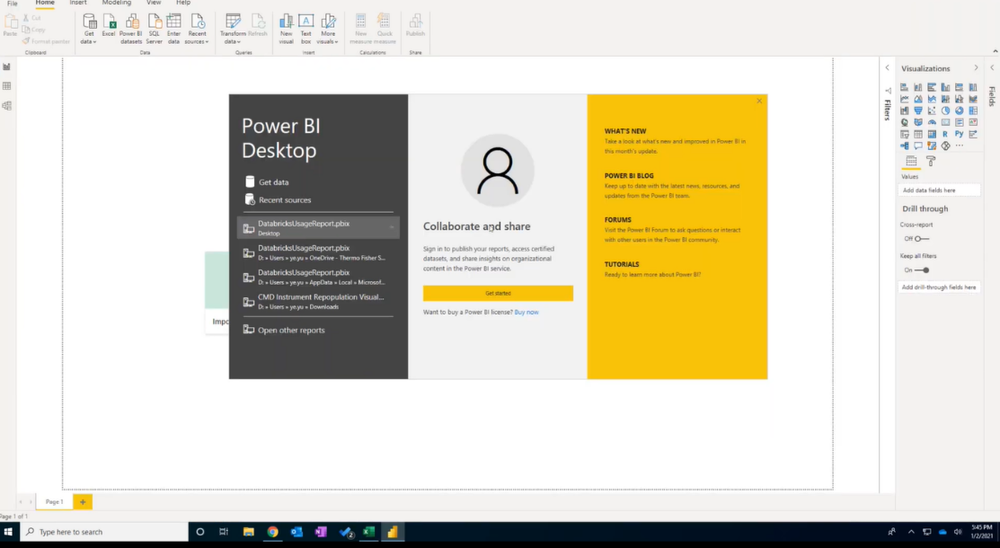 File Home Insert Modeling View Help
Paste
Cut
Copy
Format painter
Clipboard
Get data
Excel
Power BI datasets
SQL Server
Enter data
Recent sources
Data
Transform data
Refresh
Queries
New visual
Text box
More visuals
Insert
New measure
Quick measure
Calculations
Publish
Share
Power BI
Desktop
Get data
Recent sources
DatabricksUsageReport.pbix
Desktop
DatabricksUsageReport.pbix
D: » Users » ye.yu » OneDrive - Thermo Fisher S...
DatabricksUsageReport.pbix
D: » Users » ye.yu » AppData » Local » Microsof...
CMD Instrument Repopulation Visual...
D: » Users » ye.yu » Downloads
Open other reports
Impo
Collaborate and share
Sign in to publish your reports, access certified
datasets, and share insights on organizational
content in the Power BI service.
Get started
Want to buy a Power BI license? Buy now
WHAT'S NEW
Take a look at what's new and improved in Power BI in
this month's update.
POWER BI BLOG
Keep up to date with the latest news, resources, and
updates from the Power BI team.
FORUMS
Visit the Power BI Forum to ask questions or interact
with other users in the Power BI community.
TUTORIALS
Ready to learn more about Power BI?
Filters
Visualizations
R Py
Values
Add data fields here
Drill through
Cross-report
Off
Keep all filters
On
Add drill-through fields here
Fields
Page 1
Page 1 of 1
Type here to search
2
5:45 PM
1/2/2021